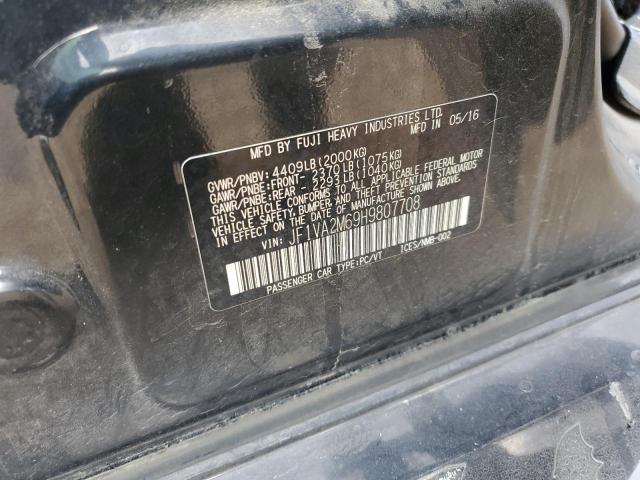 MFD BY FUJI HEAVY INDUSTRIES LTD.
MFD IN 05/16
GVWR/PNBV: 4409LB(2000KG)
GAWR/PNBE:FRONT- 2370LB(1075KG)
GAWR/PNBE:REAR - 2293LB(1040KG)
THIS VEHICLE CONFORMS TO ALL APPLICABLE FEDERAL MOTOR
VEHICLE SAFETY, BUMPER, AND THEFT PREVENTION STANDARDS
IN EFFECT ON THE DATE OF MANUFACTURE SHOWN ABOVE.
VIN: JF1VA2M69H9807708
PASSENGER CAR TYPE:PC/VT ICES/NMB-002